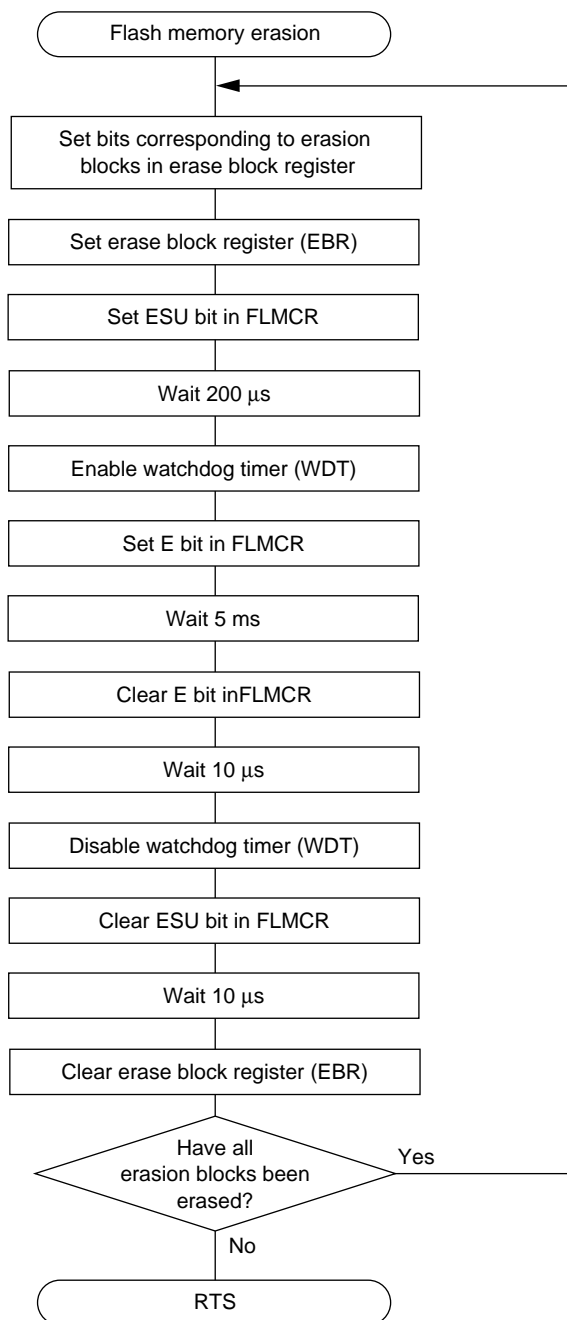 Flash memory erasion
Set bits corresponding to erasion
blocks in erase block register
Set erase block register (EBR)
Set ESU bit in FLMCR
Wait 200 μs
Enable watchdog timer (WDT)
Set E bit in FLMCR
Wait 5 ms
Clear E bit inFLMCR
Wait 10 μs
Disable watchdog timer (WDT)
Clear ESU bit in FLMCR
Wait 10 μs
Clear erase block register (EBR)
Have all
erasion blocks been
erased?
Yes
No
RTS